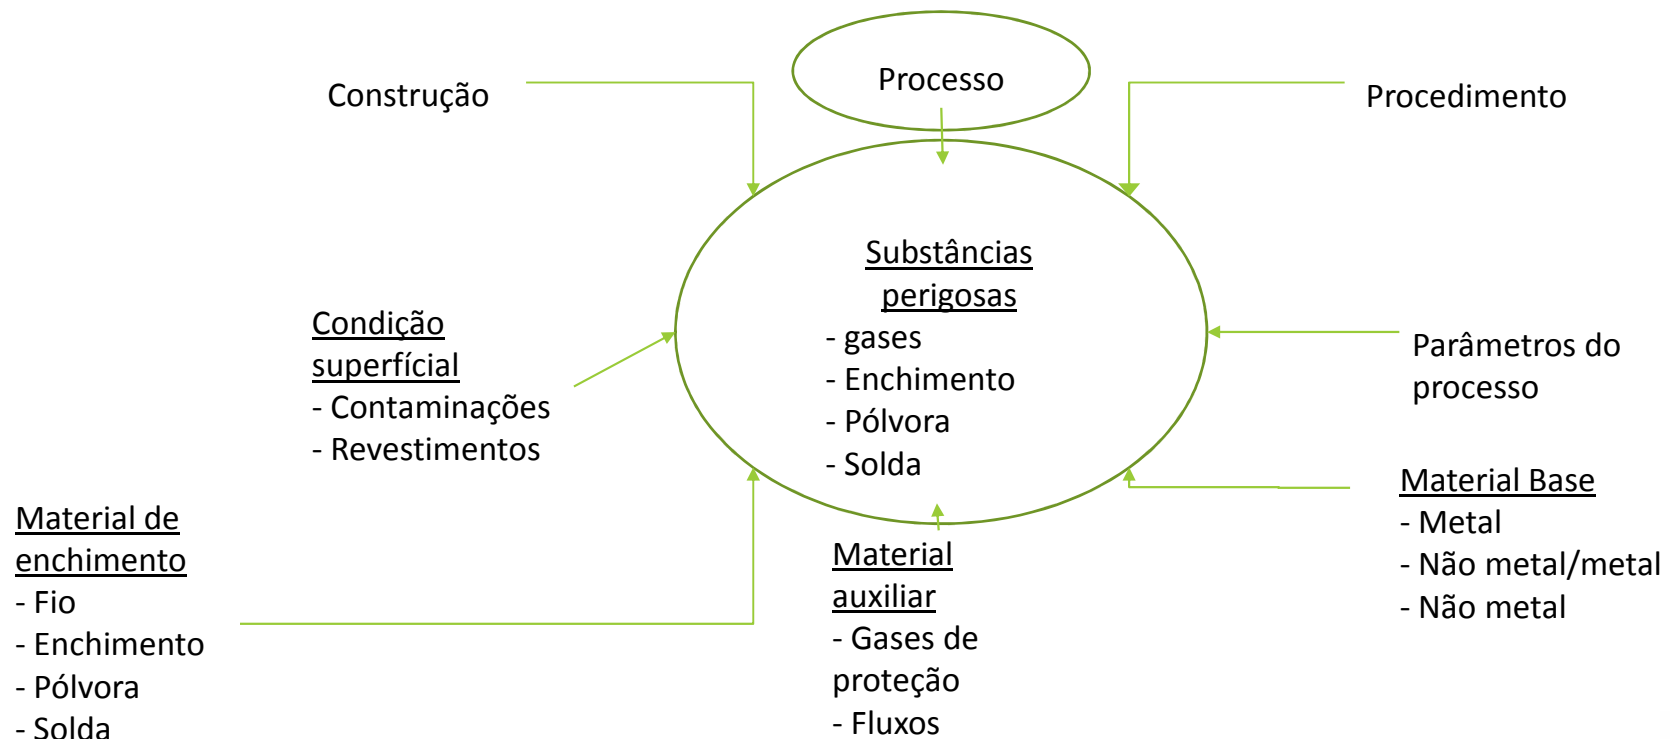 Processo
Construção
Procedimento
Substâncias
perigosas
- gases
- Enchimento
- Pólvora
- Solda
Condição
superfícial
- Contaminações
- Revestimentos
Parâmetros do
processo
Material Base
- Metal
- Não metal/metal
- Não metal
Material de
enchimento
- Fio
- Enchimento
- Pólvora
- Solda
Material
auxiliar
- Gases de
proteção
- Fluxos